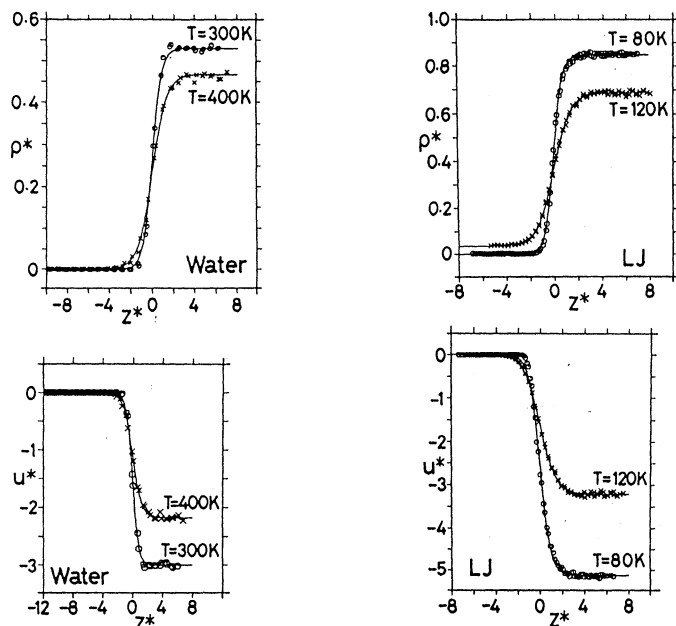 0·6
T=300K
0·4
T=400K
ρ*
0·2
0
Water
-8 -4 0 4 8
z*
1.0
T=80K
0.8
T=120K
0.6
ρ*
0.4
0.2
0
LJ
-8 -4 0 4 8
z*
0
-1
u*
-2
T=400K
-3
T=300K
Water
-12 -8 -4 0 4 8
z*
0
-1
-2
u*
T=120K
-3
-4
-5
T=80K
LJ
-8 -4 0 4 8
z*